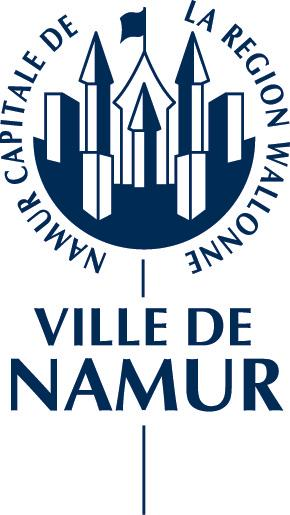 NAMUR CAPITALE DE LA REGION WALLONNE
VILLE DE
NAMUR